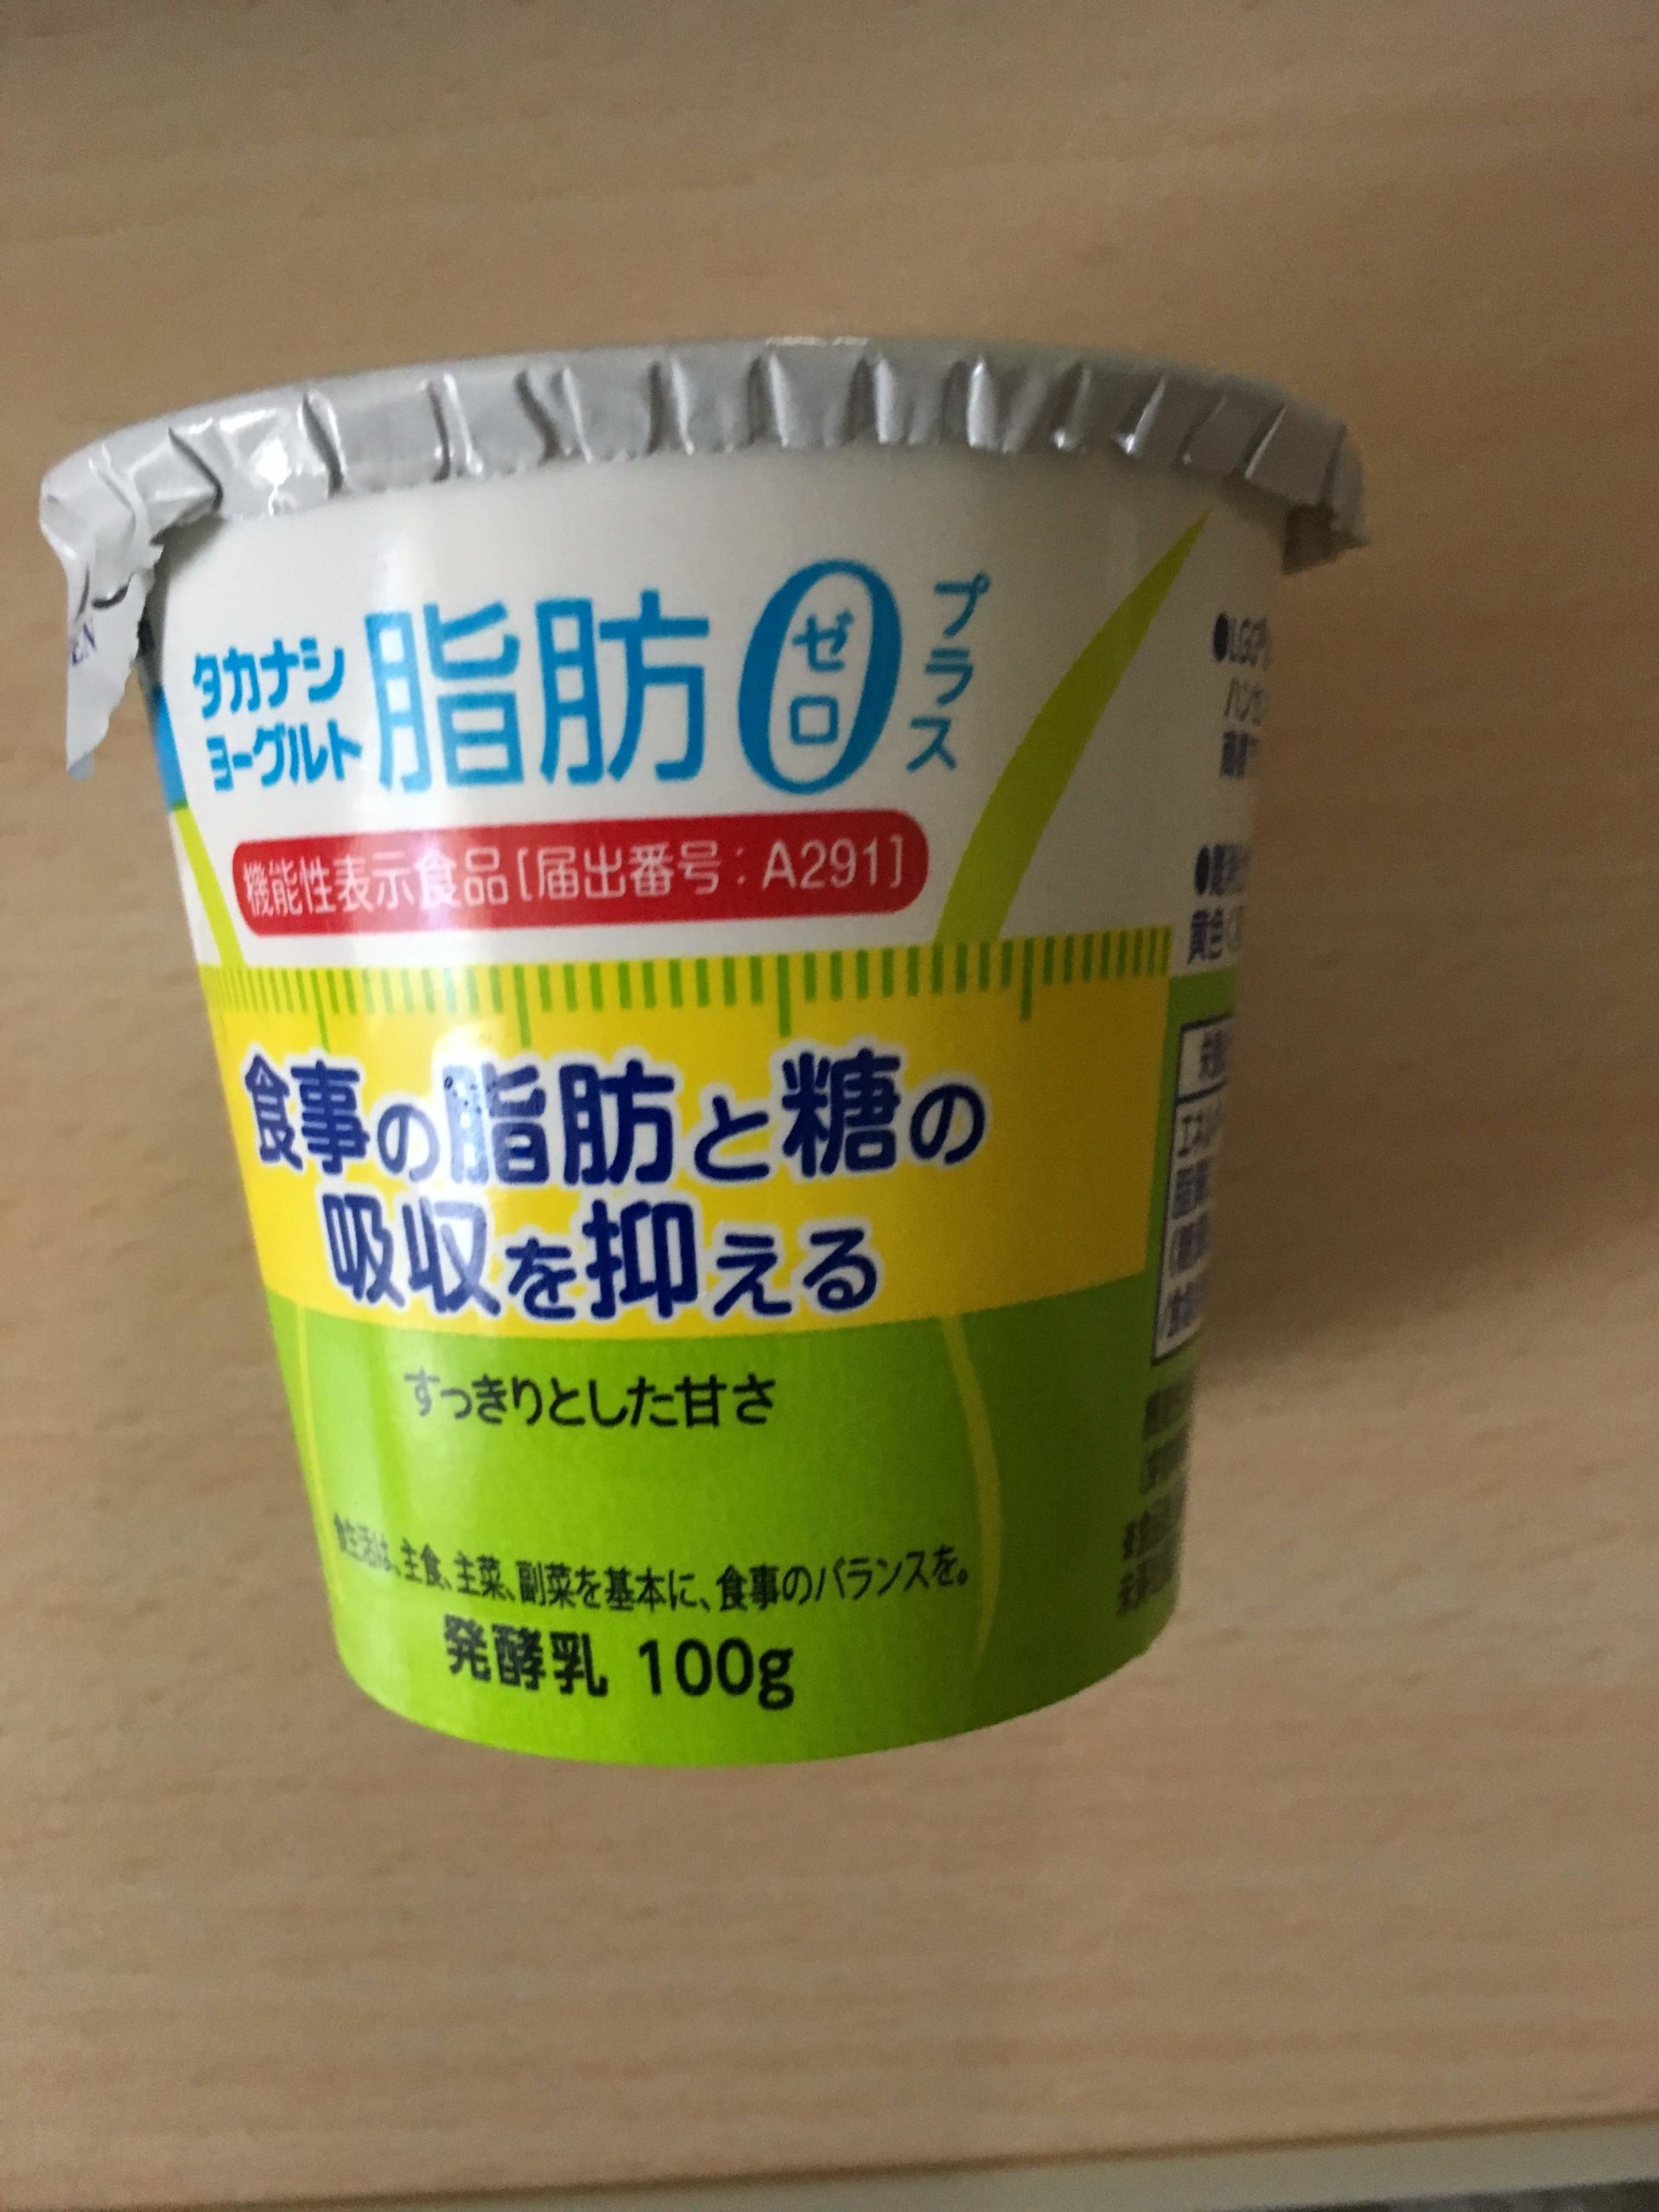 タカナシ
ヨーグルト
脂肪0
ゼロ
プラス
機能性表示食品[届出番号:A291]
食事の脂肪と糖の
吸収を抑える
すっきりとした甘さ
食生活は、主食、主菜、副菜を基本に、食事のバランスを。
発酵乳 100g